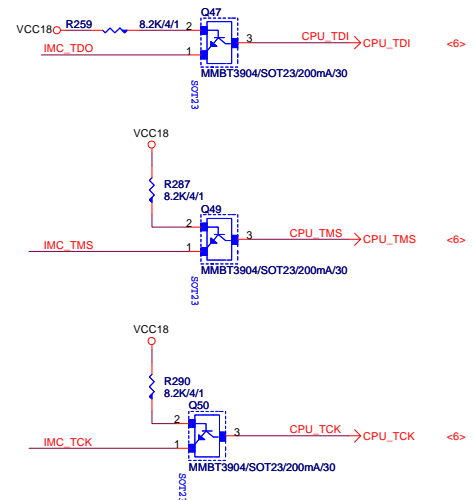 Q47
VCC18 R259 8.2K/4/1 2
3 CPU_TDI CPU_TDI <6>
IMC_TDO 1
MMBT3904/SOT23/200mA/30
SOT23
VCC18
R287
8.2K/4/1
Q49
2
3 CPU_TMS CPU_TMS <6>
IMC_TMS 1
MMBT3904/SOT23/200mA/30
SOT23
VCC18
R290
8.2K/4/1
Q50
2
3 CPU_TCK CPU_TCK <6>
IMC_TCK 1
MMBT3904/SOT23/200mA/30
SOT23